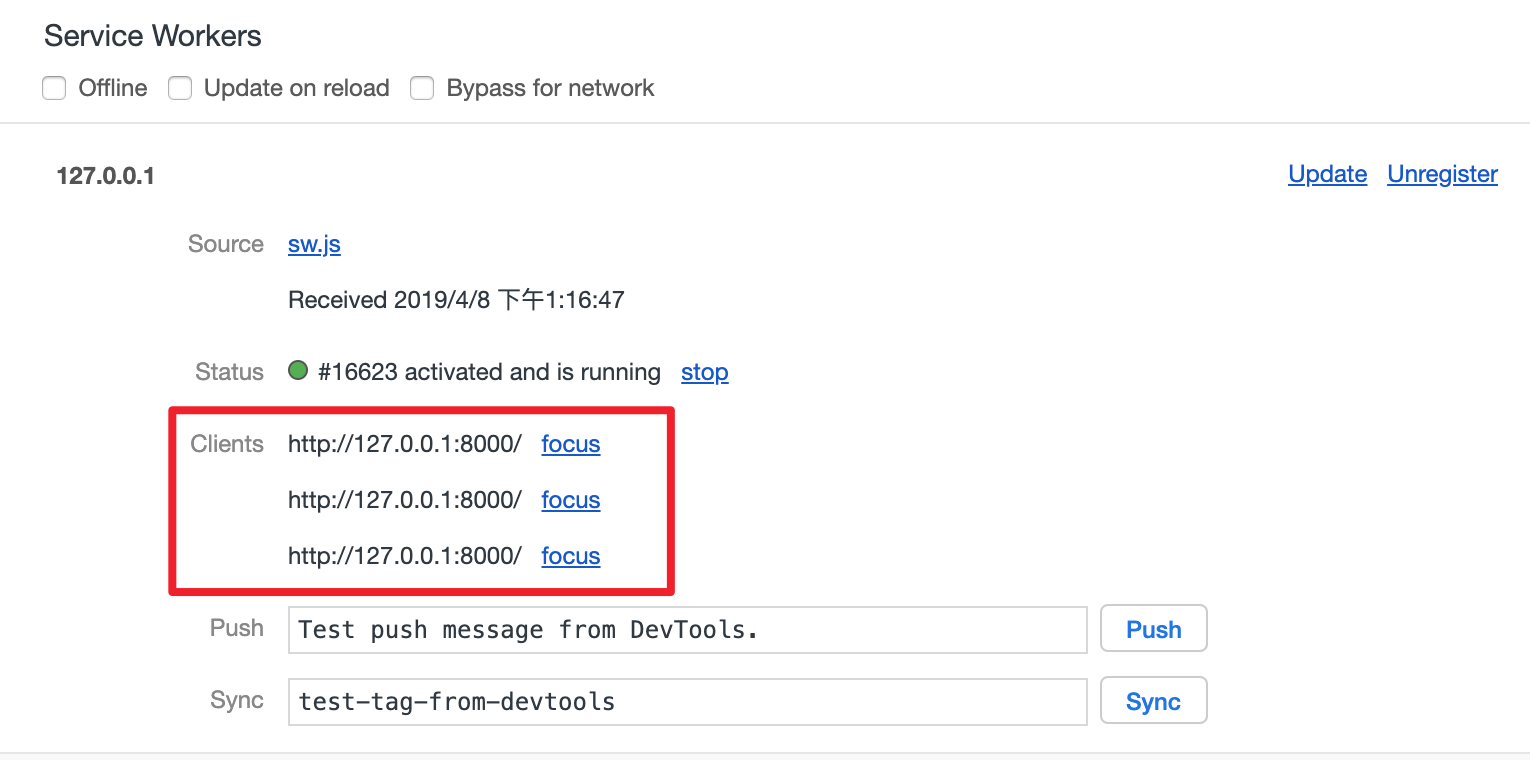 Service Workers
Offline Update on reload Bypass for network
127.0.0.1 Update Unregister
Source sw.js
Received 2019/4/8 下午1:16:47
Status #16623 activated and is running stop
Clients http://127.0.0.1:8000/ focus
http://127.0.0.1:8000/ focus
http://127.0.0.1:8000/ focus
Push Test push message from DevTools. Push
Sync test-tag-from-devtools Sync